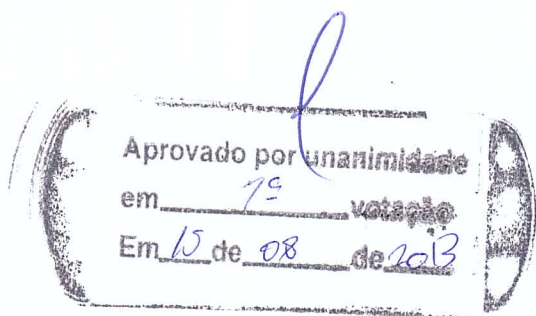 Aprovado por unanimidade
em 1ª votação
Em 15 de 08 de 2013